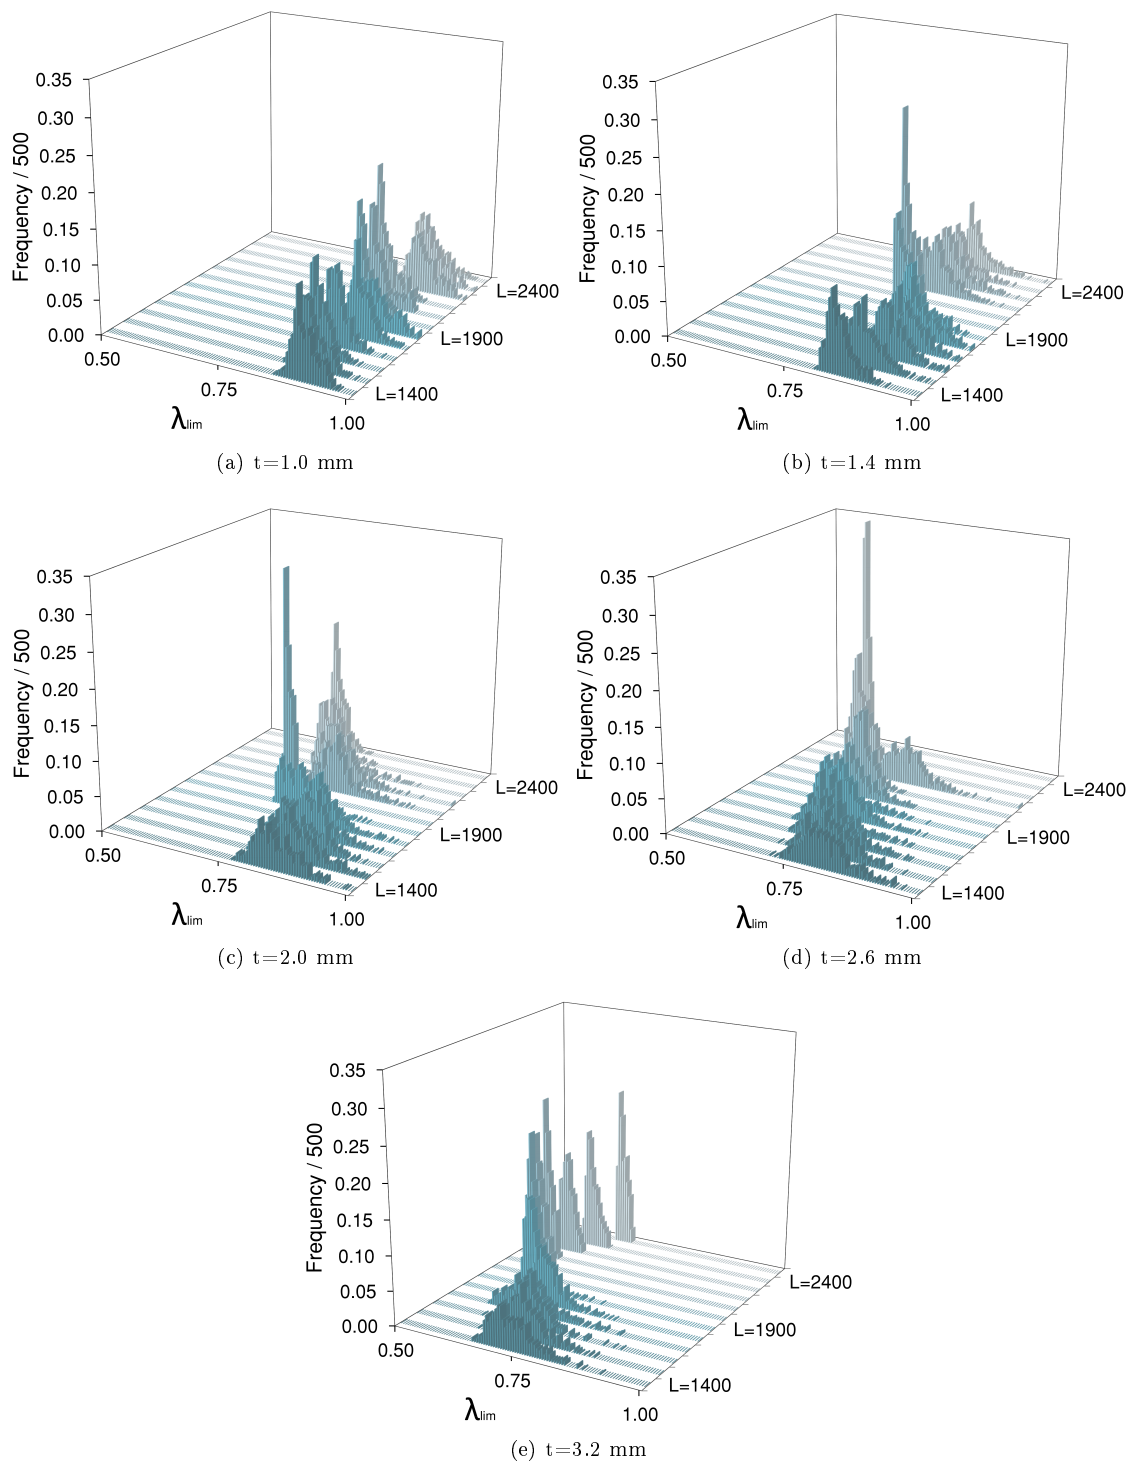 0.35
0.30
0.25
0.20
0.15
0.10
0.05
0.00
Frequency / 500
0.50
0.75
1.00
λlim
L=1400
L=1900
L=2400
(a) t=1.0 mm
0.35
0.30
0.25
0.20
0.15
0.10
0.05
0.00
Frequency / 500
0.50
0.75
1.00
λlim
L=1400
L=1900
L=2400
(b) t=1.4 mm
0.35
0.30
0.25
0.20
0.15
0.10
0.05
0.00
Frequency / 500
0.50
0.75
1.00
λlim
L=1400
L=1900
L=2400
(c) t=2.0 mm
0.35
0.30
0.25
0.20
0.15
0.10
0.05
0.00
Frequency / 500
0.50
0.75
1.00
λlim
L=1400
L=1900
L=2400
(d) t=2.6 mm
0.35
0.30
0.25
0.20
0.15
0.10
0.05
0.00
Frequency / 500
0.50
0.75
1.00
λlim
L=1400
L=1900
L=2400
(e) t=3.2 mm